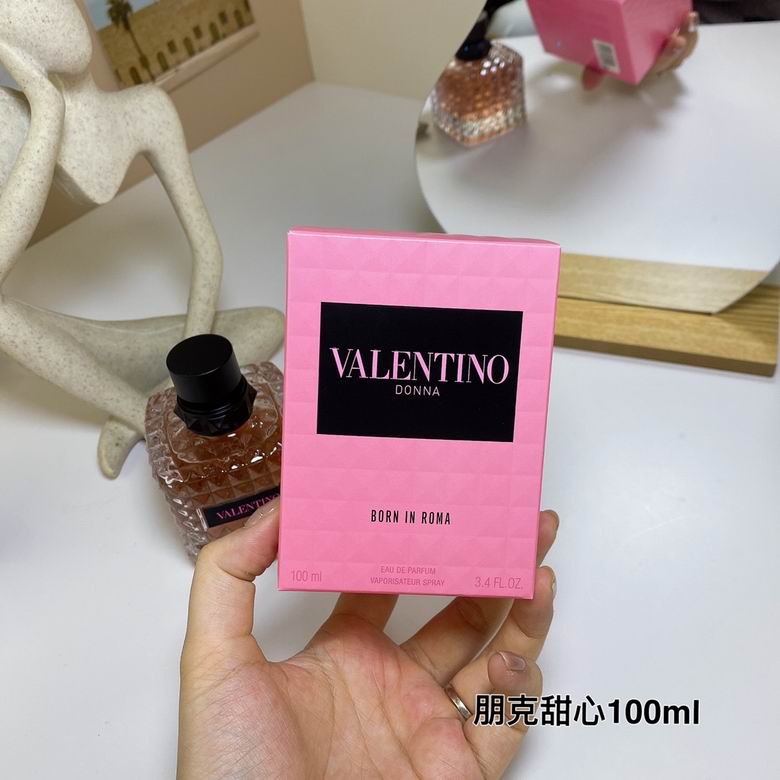 VALENTINO
DONNA
BORN IN ROMA
EAU DE PARFUM
VAPORISATEUR SPRAY
100 ml
3.4 FL.OZ.
VALENTINO
朋克甜心100ml